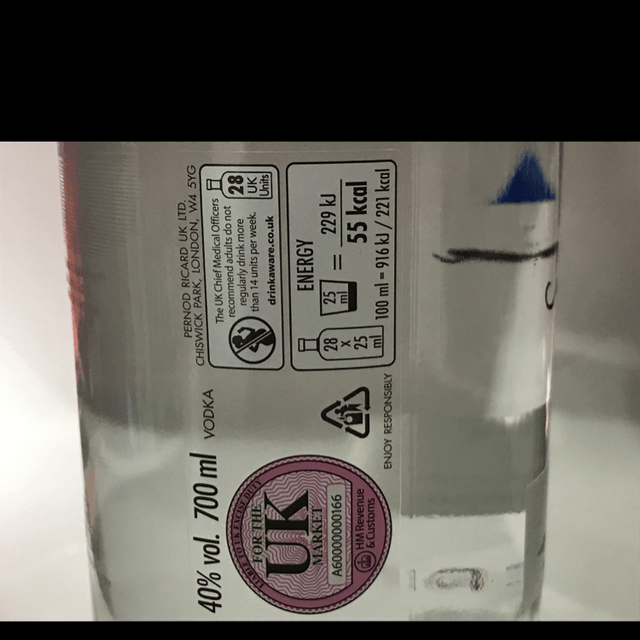 PERNOD RICARD UK LTD.
CHISWICK PARK, LONDON, W4 5YG
The UK Chief Medical Officers
recommend adults do not
regularly drink more
than 14 units per week.
drinkaware.co.uk
28
UK
Units
ENERGY
28
x
25
ml
25
ml
= 229 kJ
55 kcal
100 ml = 916 kJ / 221 kcal
40% vol. 700 ml VODKA
FOR THE
UK
MARKET
A60000000166
HM Revenue
& Customs
ENJOY RESPONSIBLY